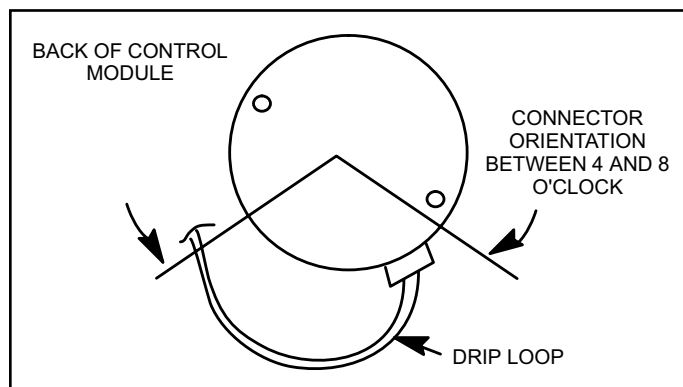 BACK OF CONTROL
MODULE
CONNECTOR
ORIENTATION
BETWEEN 4 AND 8
O'CLOCK
DRIP LOOP